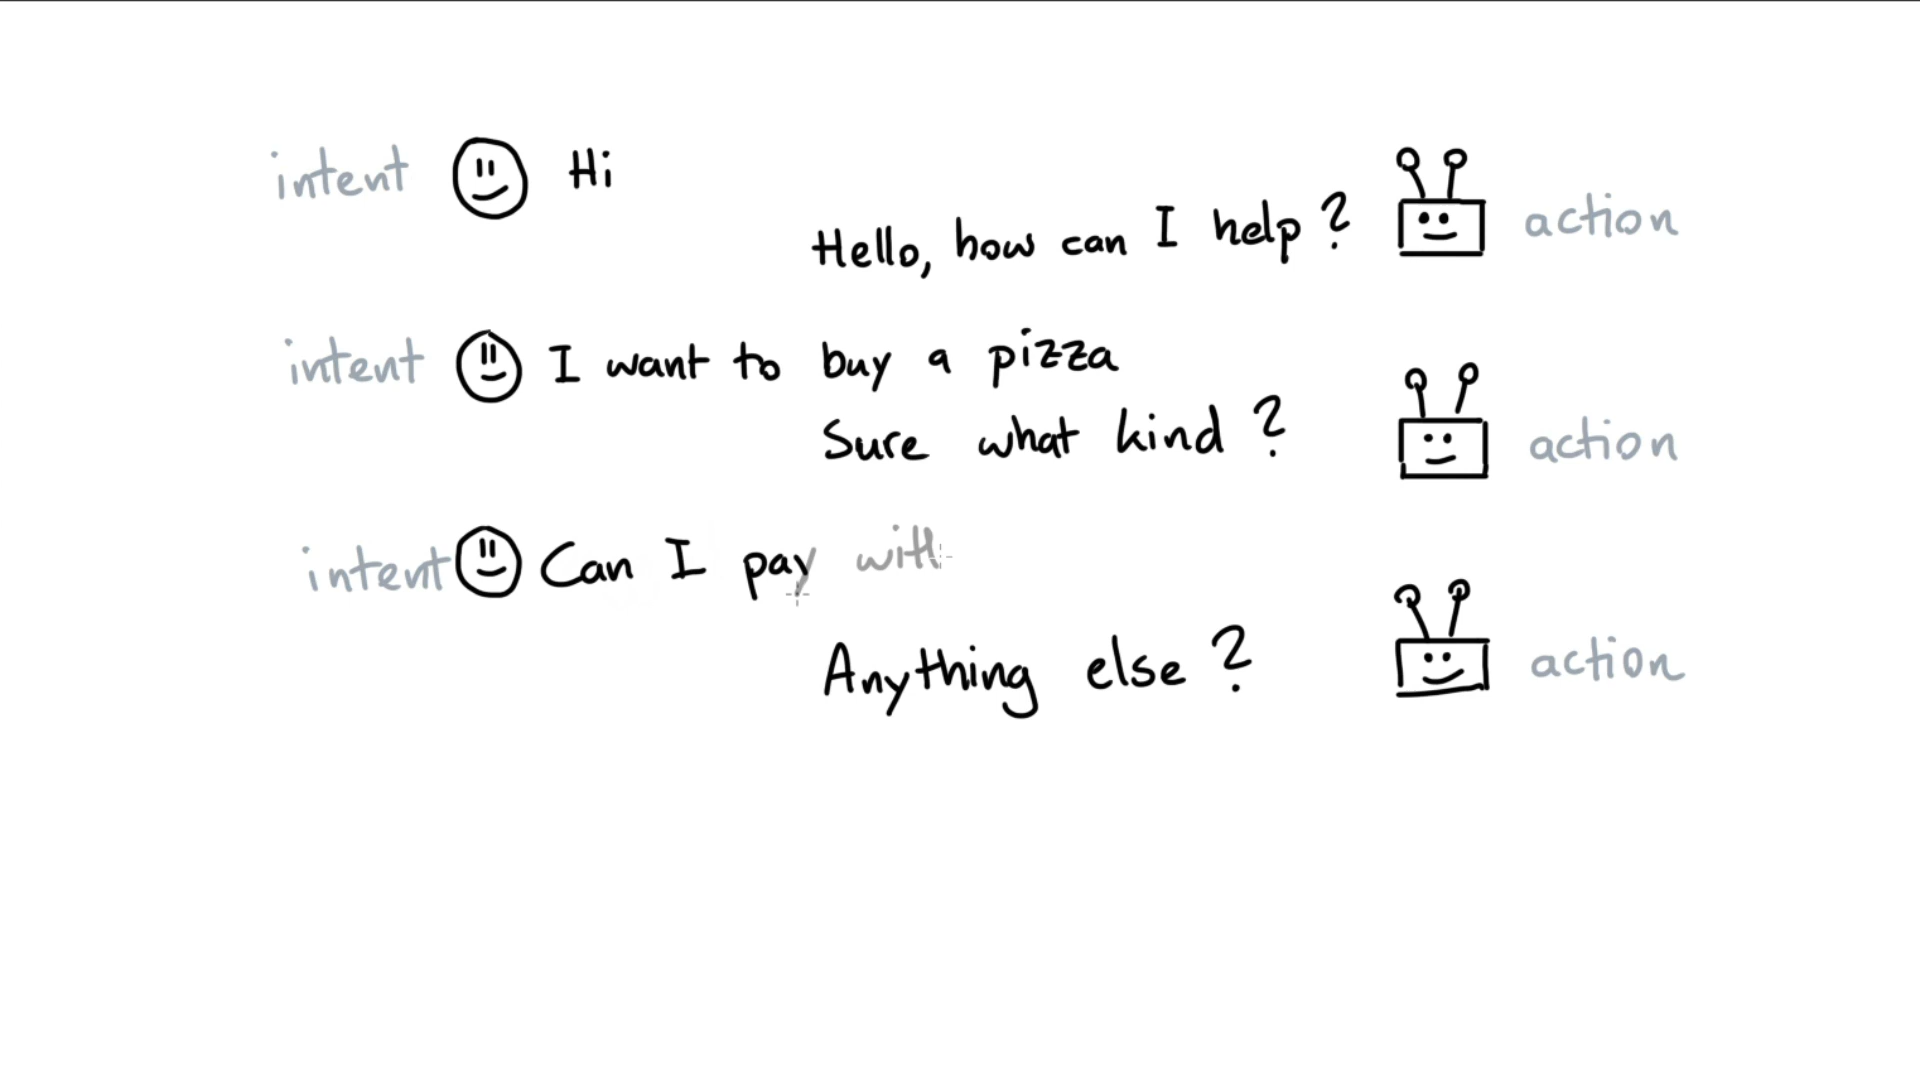 intent Hi
Hello, how can I help? action
intent I want to buy a pizza
Sure what kind? action
intent Can I pay with
Anything else? action